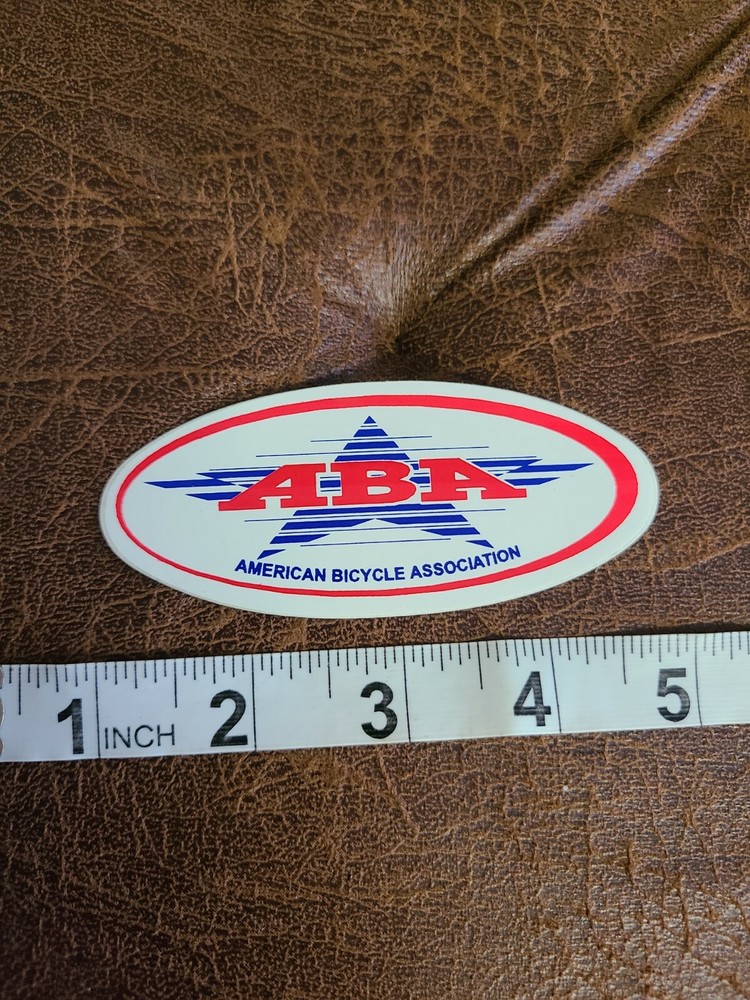 ABA
AMERICAN BICYCLE ASSOCIATION
1 INCH 2 3 4 5